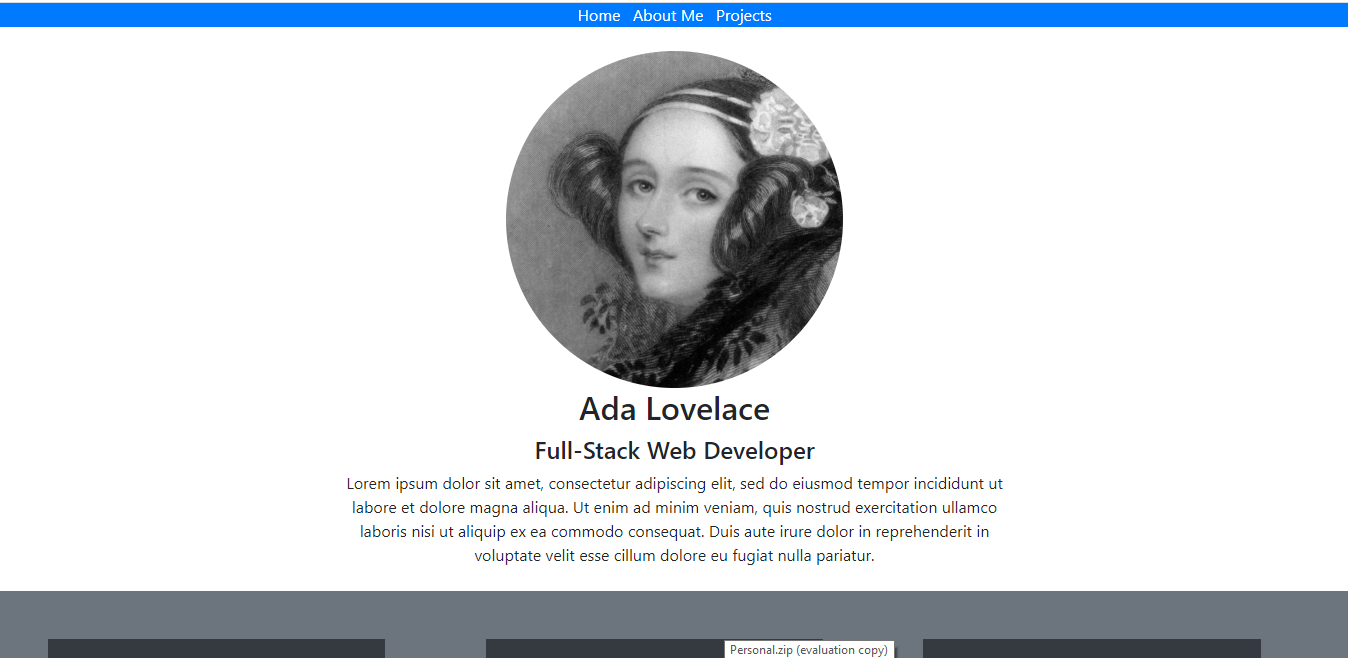 Home About Me Projects
Ada Lovelace
Full-Stack Web Developer
Lorem ipsum dolor sit amet, consectetur adipiscing elit, sed do eiusmod tempor incididunt ut
labore et dolore magna aliqua. Ut enim ad minim veniam, quis nostrud exercitation ullamco
laboris nisi ut aliquip ex ea commodo consequat. Duis aute irure dolor in reprehenderit in
voluptate velit esse cillum dolore eu fugiat nulla pariatur.
Personal.zip (evaluation copy)